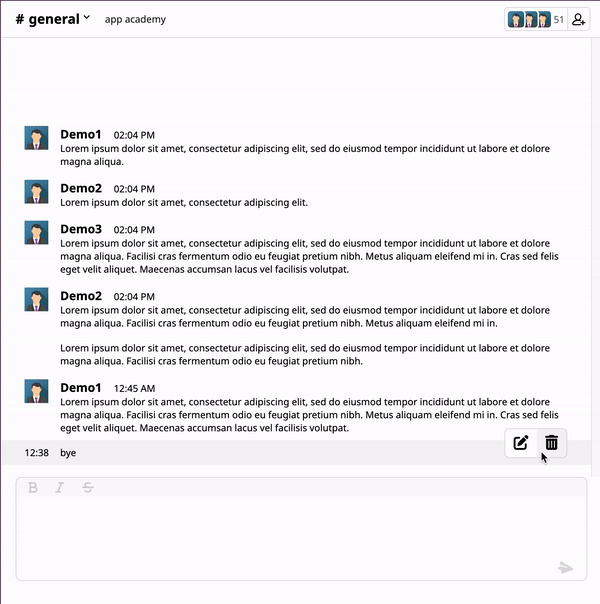 # general app academy 51
Demo1 02:04 PM
Lorem ipsum dolor sit amet, consectetur adipiscing elit, sed do eiusmod tempor incididunt ut labore et dolore
magna aliqua.
Demo2 02:04 PM
Lorem ipsum dolor sit amet, consectetur adipiscing elit.
Demo3 02:04 PM
Lorem ipsum dolor sit amet, consectetur adipiscing elit, sed do eiusmod tempor incididunt ut labore et dolore
magna aliqua. Facilisi cras fermentum odio eu feugiat pretium nibh. Metus aliquam eleifend mi in. Cras sed felis
eget velit aliquet. Maecenas accumsan lacus vel facilisis volutpat.
Demo2 02:04 PM
Lorem ipsum dolor sit amet, consectetur adipiscing elit, sed do eiusmod tempor incididunt ut labore et dolore
magna aliqua. Facilisi cras fermentum odio eu feugiat pretium nibh. Metus aliquam eleifend mi in.
Lorem ipsum dolor sit amet, consectetur adipiscing elit, sed do eiusmod tempor incididunt ut labore et dolore
magna aliqua. Facilisi cras fermentum odio eu feugiat pretium nibh.
Demo1 12:45 AM
Lorem ipsum dolor sit amet, consectetur adipiscing elit, sed do eiusmod tempor incididunt ut labore et dolore
magna aliqua. Facilisi cras fermentum odio eu feugiat pretium nibh. Metus aliquam eleifend mi in. Cras sed felis
eget velit aliquet. Maecenas accumsan lacus vel facilisis volutpat.
12:38 bye
B I S